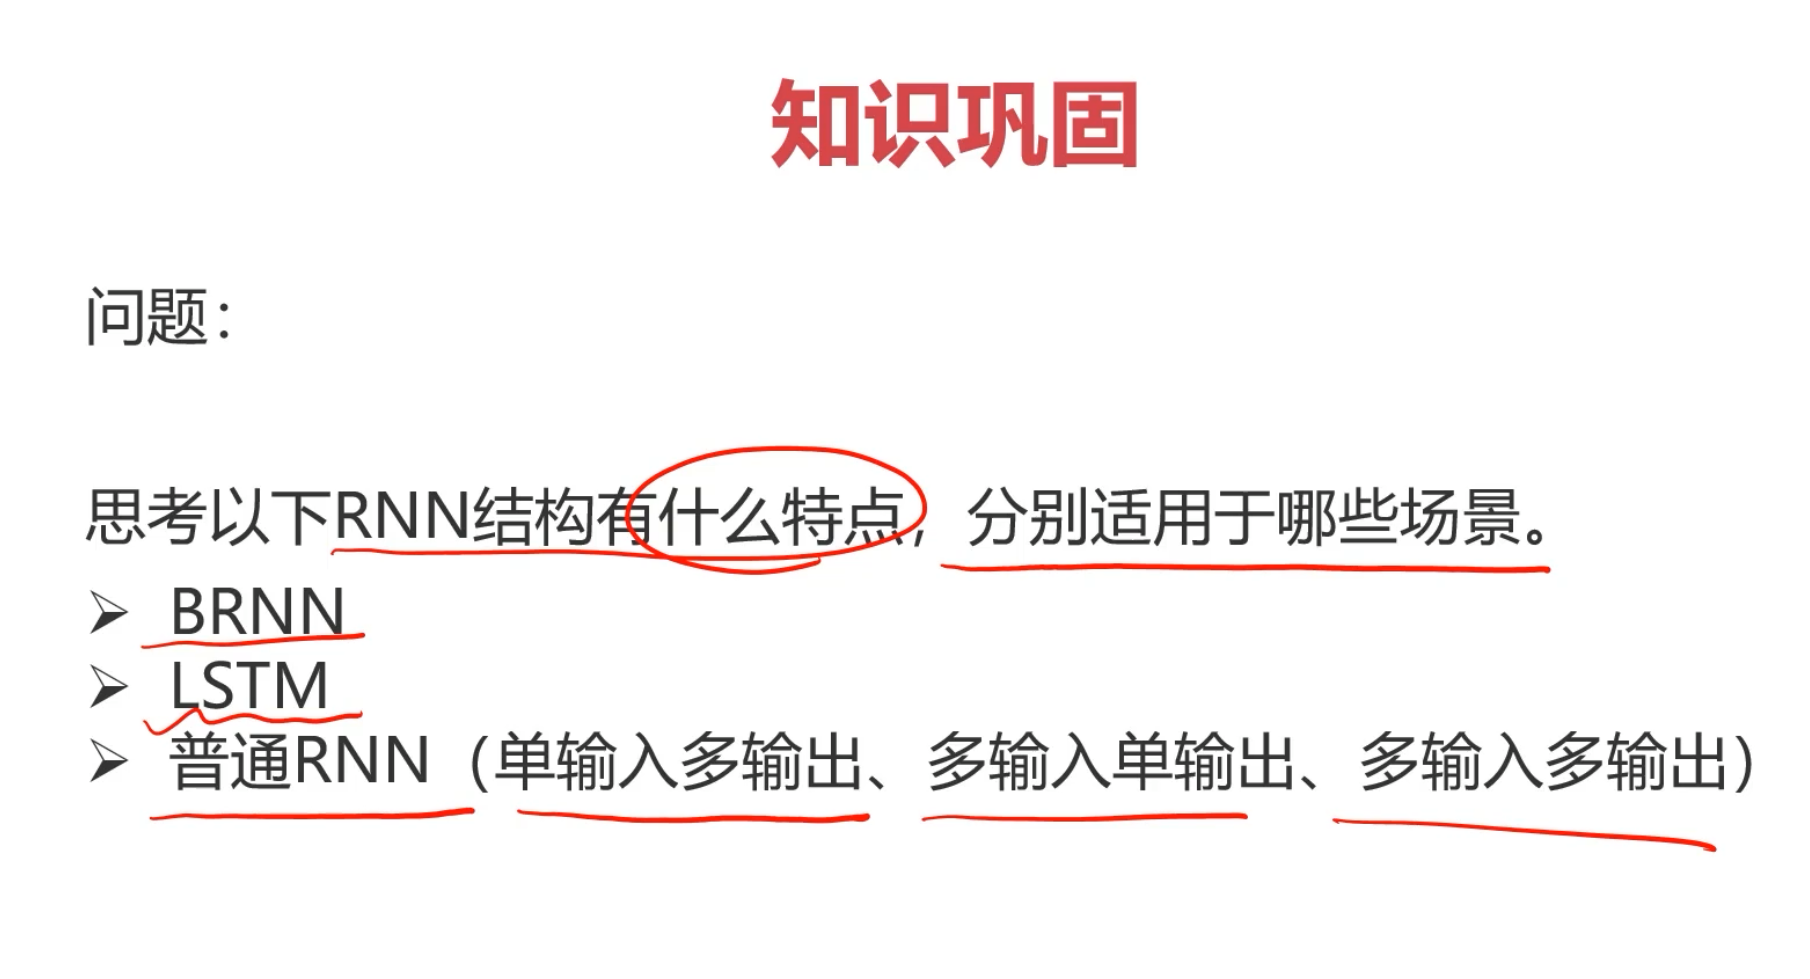 知识巩固
问题：
思考以下RNN结构有什么特点，分别适用于哪些场景。
➢ BRNN
➢ LSTM
➢ 普通RNN（单输入多输出、多输入单输出、多输入多输出）